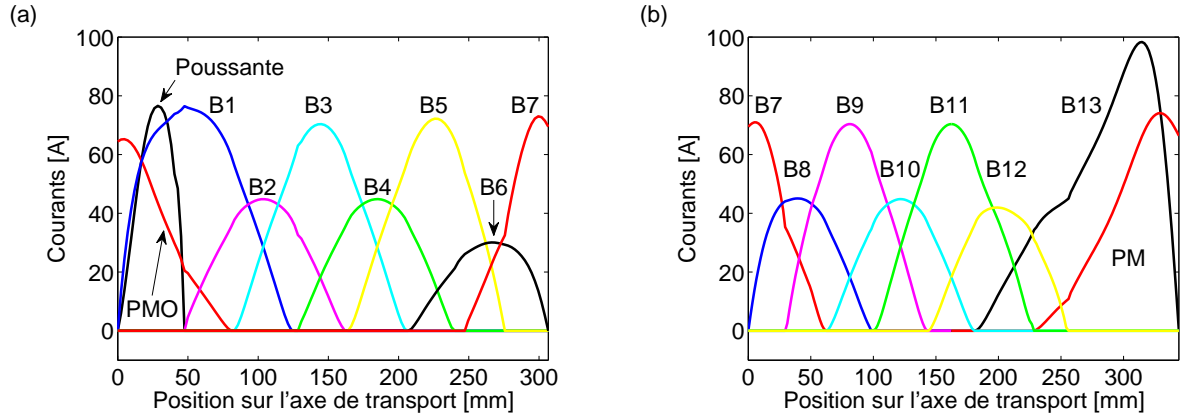 (a)
100
80
60
40
20
0
Courants [A]
Poussante
B1
B3
B5
B7
B2
B4
B6
PMO
0 50 100 150 200 250 300
Position sur l'axe de transport [mm]
(b)
100
80
60
40
20
0
Courants [A]
B7
B9
B11
B13
B8
B10
B12
PM
0 50 100 150 200 250 300
Position sur l'axe de transport [mm]